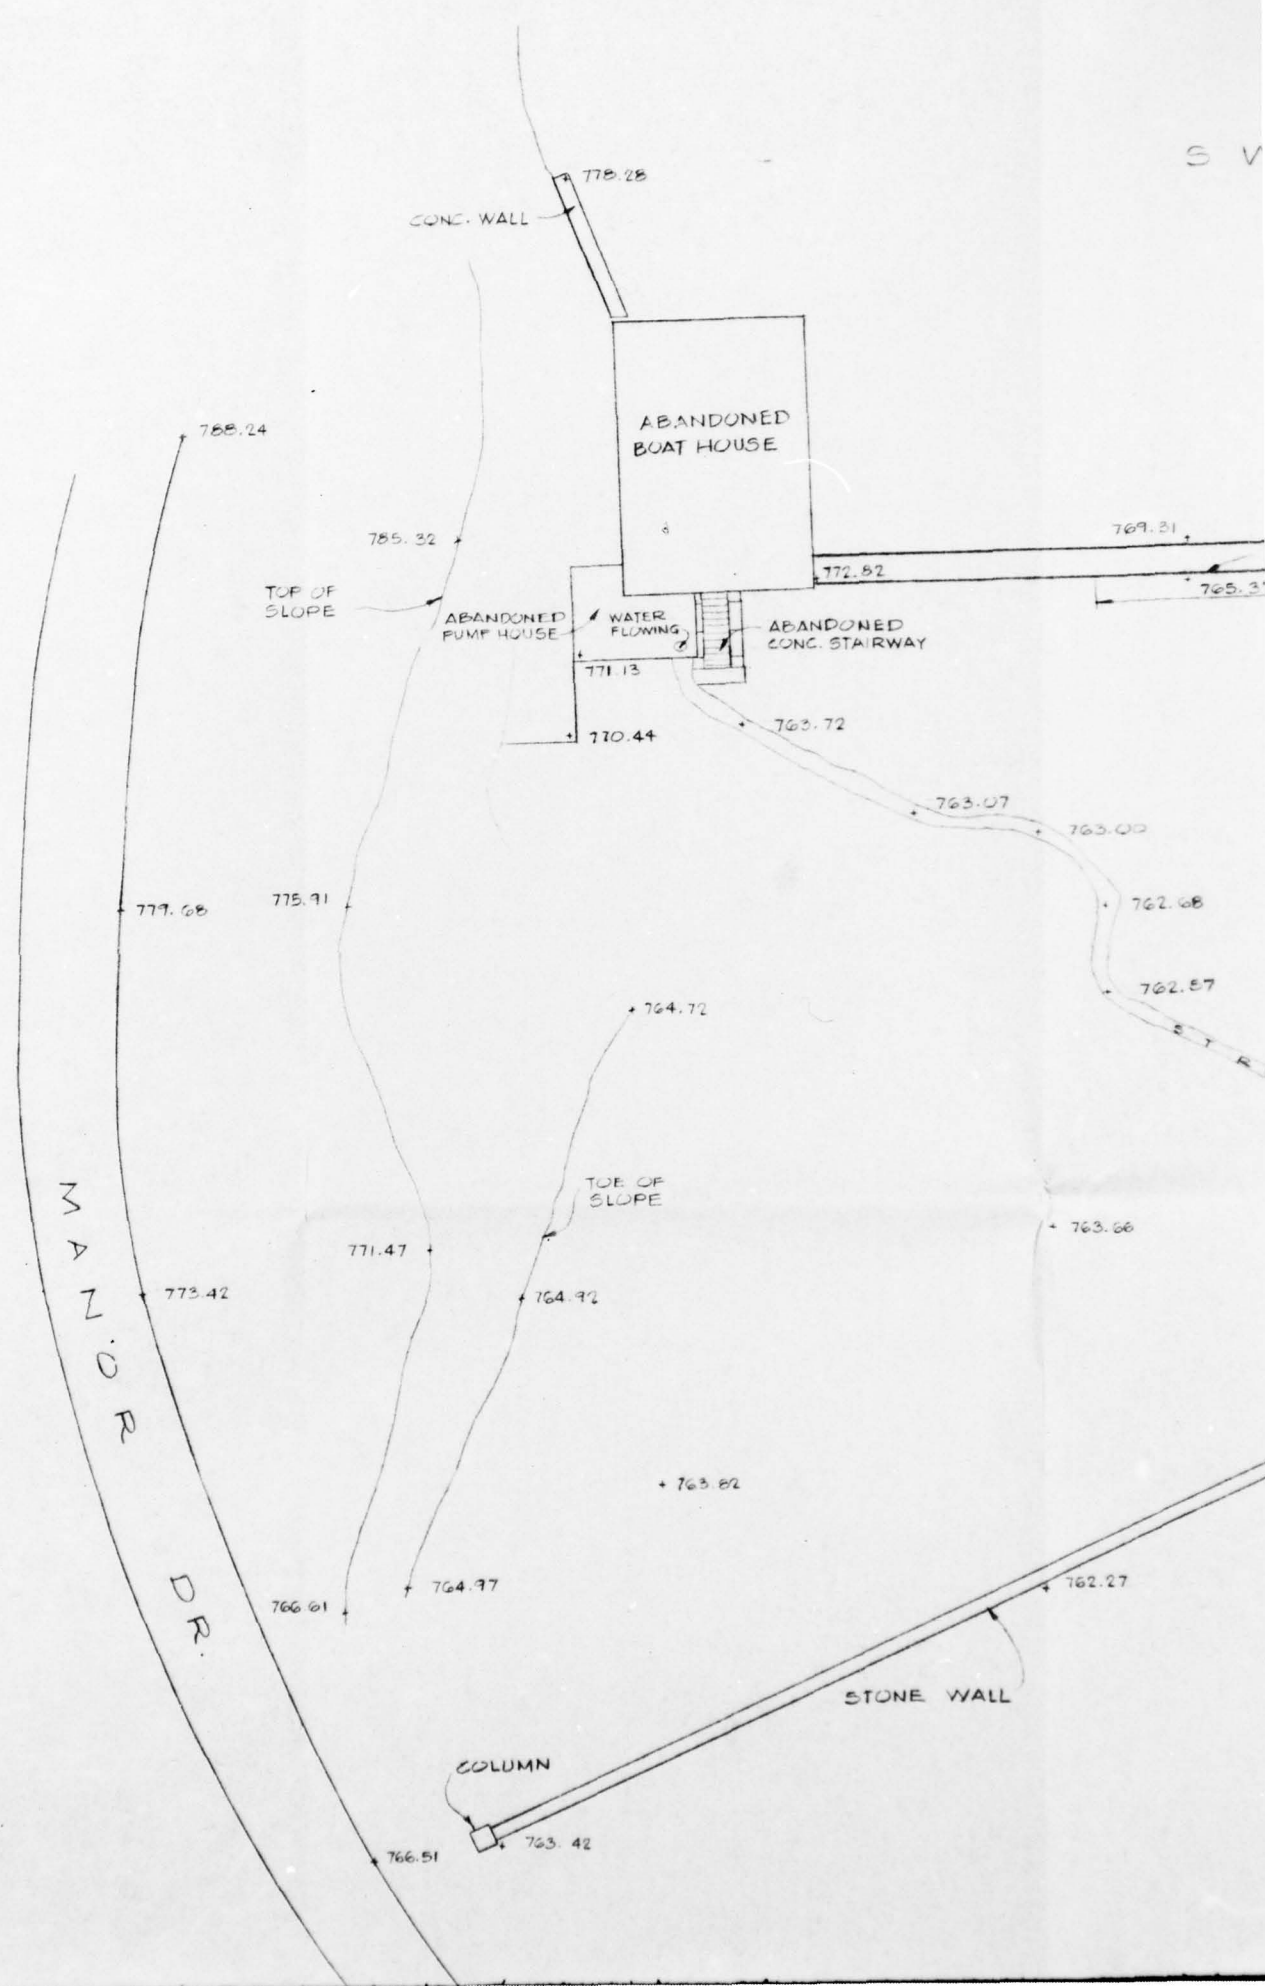 778.28
S
CONC. WALL
788.24
ABANDONED
BOAT HOUSE
785.32
769.31
772.82
TOP OF
SLOPE
ABANDONED
PUMP HOUSE
WATER
FLOWING
ABANDONED
CONC. STAIRWAY
771.13
770.44
763.72
763.07
763.00
779.68
775.91
762.68
762.87
764.72
STR
TOE OF
SLOPE
763.66
771.47
773.42
764.92
MANOR DR.
763.82
764.97
766.61
762.27
STONE WALL
COLUMN
763.42
766.51